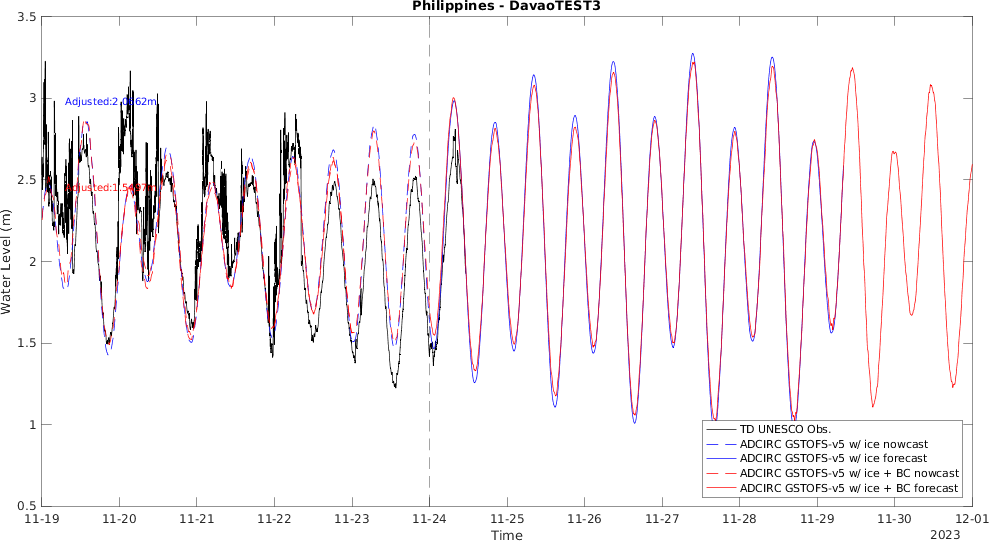 Philippines - DavaoTEST3
3.5
3
2.5
2
1.5
1
0.5
Water Level (m)
11-19
11-20
11-21
11-22
11-23
11-24
11-25
11-26
11-27
11-28
11-29
11-30
12-01
Time
2023
TD UNESCO Obs.
ADCIRC GSTOFS-v5 w/ ice nowcast
ADCIRC GSTOFS-v5 w/ ice forecast
ADCIRC GSTOFS-v5 w/ ice + BC nowcast
ADCIRC GSTOFS-v5 w/ ice + BC forecast